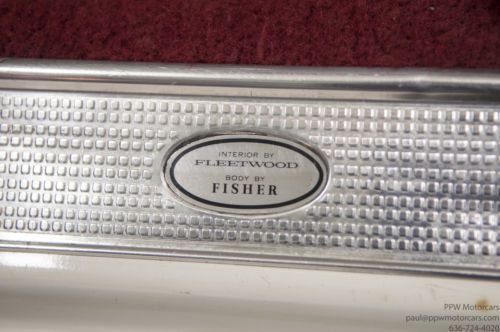 INTERIOR BY
FLEETWOOD
BODY BY
FISHER
PPW Motorcars
paul@ppwmotorcars.com
636-724-4020